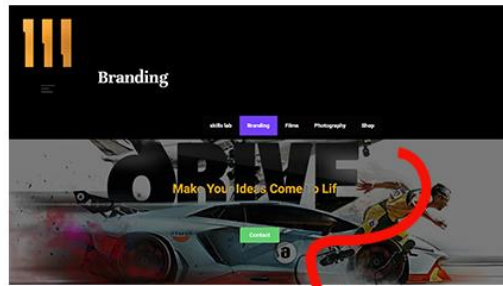 Branding
skills lab Branding Films Photography Shop
DRIVE
Make Your Ideas Come To Lif
Contact